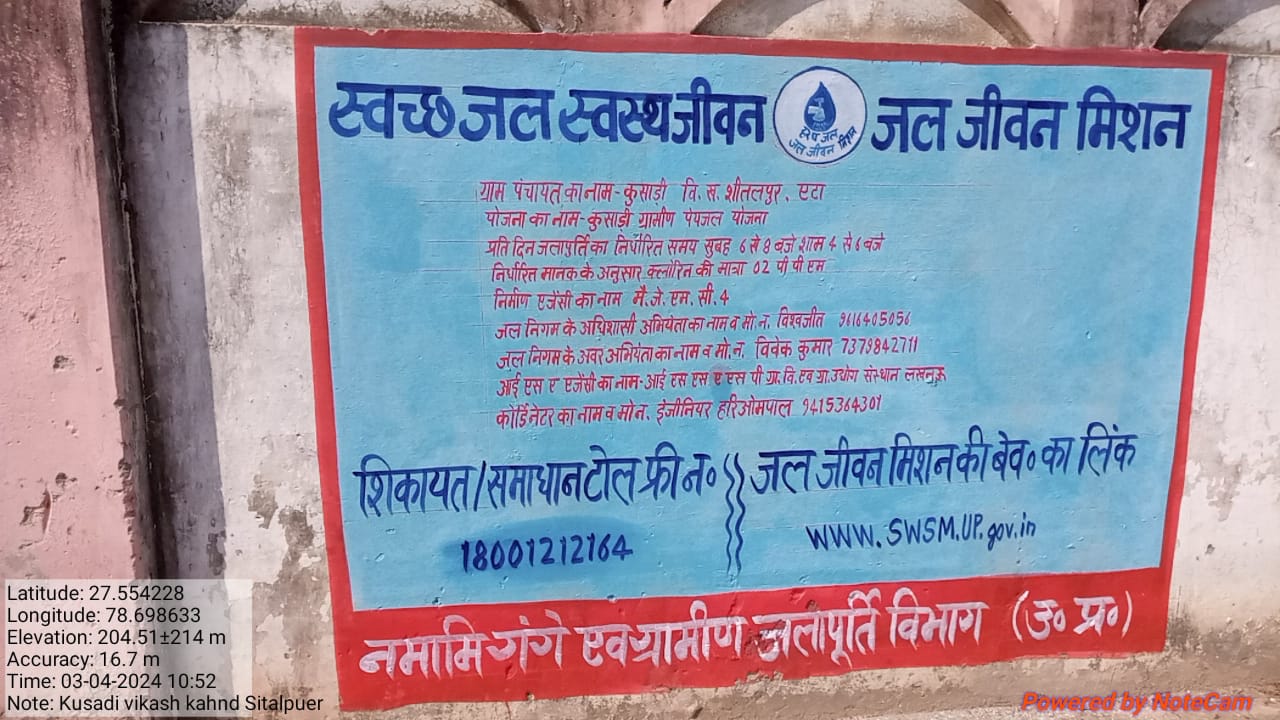 स्वच्छ जल स्वस्थ जीवन
हर घर जल
जल जीवन मिशन
जल जीवन मिशन
ग्राम पंचायत का नाम - कुसाड़ी वि. ख. शीतलपुर, एटा
योजना का नाम - कुसाड़ी ग्रामीण पेयजल योजना
प्रति दिन जलापुर्ति का निर्धारित समय सुबह 6 से 8 बजे शाम 4 से 6 बजे
निर्धारित मानक के अनुसार क्लोरिन की मात्रा 02 पी पी एम
निर्माण एजेंसी का नाम मै. जे. एम. सी. 4
जल निगम के अधिशासी अभियंता का नाम व मो. न. विश्वजीत 9616405056
जल निगम के अवर अभियंता का नाम व मो. न. विवेक कुमार 7379842711
आई एस ए एजेंसी का नाम - आई एस एस ए एस पी ग्रा. वि. एव ग्रा. उधोग संस्थान लखनऊ
कोर्डिनेटर का नाम व मोन. इंजीनियर हरिओमपाल 9415364301
शिकायत/समाधान टोल फ्री न०
18001212164
जल जीवन मिशन की बेव० का लिंक
WWW.SWSM.UP.gov.in
नमामि गंगे एव ग्रामीण जलापूर्ति विभाग (उ० प्र०)
Latitude: 27.554228
Longitude: 78.698633
Elevation: 204.51±214 m
Accuracy: 16.7 m
Time: 03-04-2024 10:52
Note: Kusadi vikash kahnd Sitalpuer
Powered by NoteCam